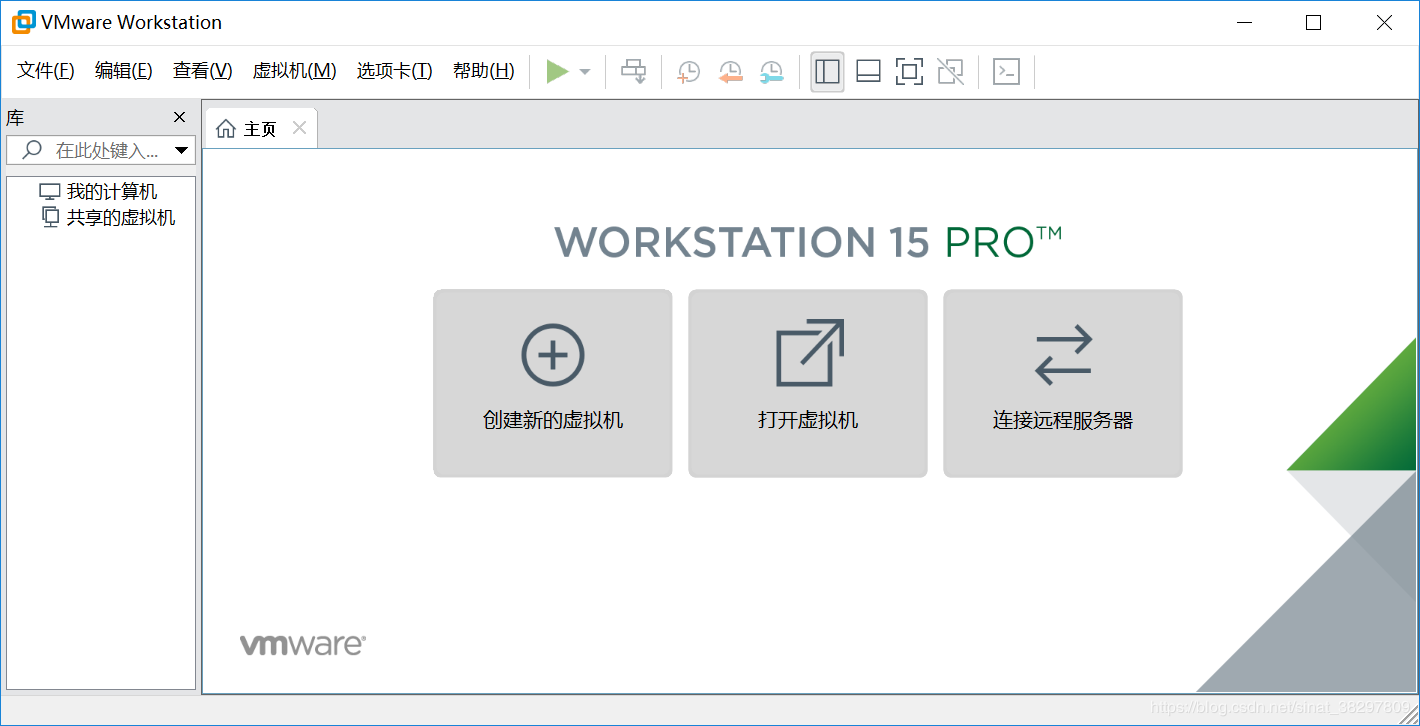 VMware Workstation
文件(F) 编辑(E) 查看(V) 虚拟机(M) 选项卡(T) 帮助(H)
库
主页
在此处键入...
我的计算机
共享的虚拟机
WORKSTATION 15 PRO™
创建新的虚拟机 打开虚拟机 连接远程服务器
vmware®
https://blog.csdn.net/sinat_38297809